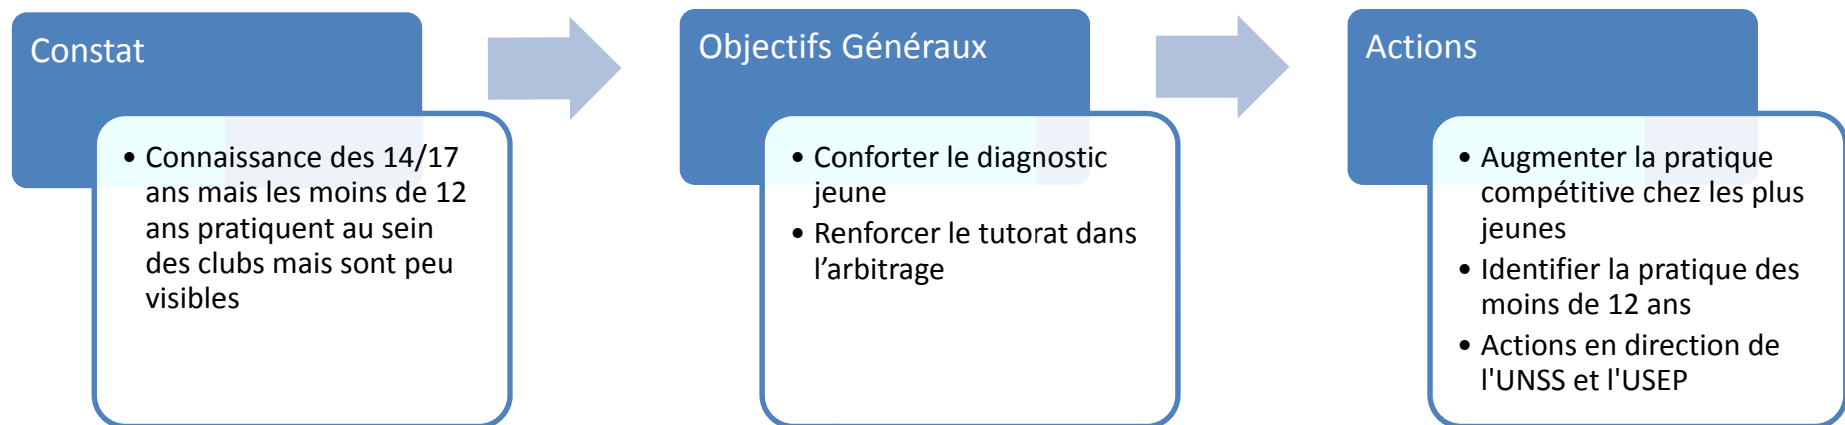 Constat
• Connaissance des 14/17
ans mais les moins de 12
ans pratiquent au sein
des clubs mais sont peu
visibles
Objectifs Généraux
• Conforter le diagnostic
jeune
• Renforcer le tutorat dans
l’arbitrage
Actions
• Augmenter la pratique
compétitive chez les plus
jeunes
• Identifier la pratique des
moins de 12 ans
• Actions en direction de
l'UNSS et l'USEP